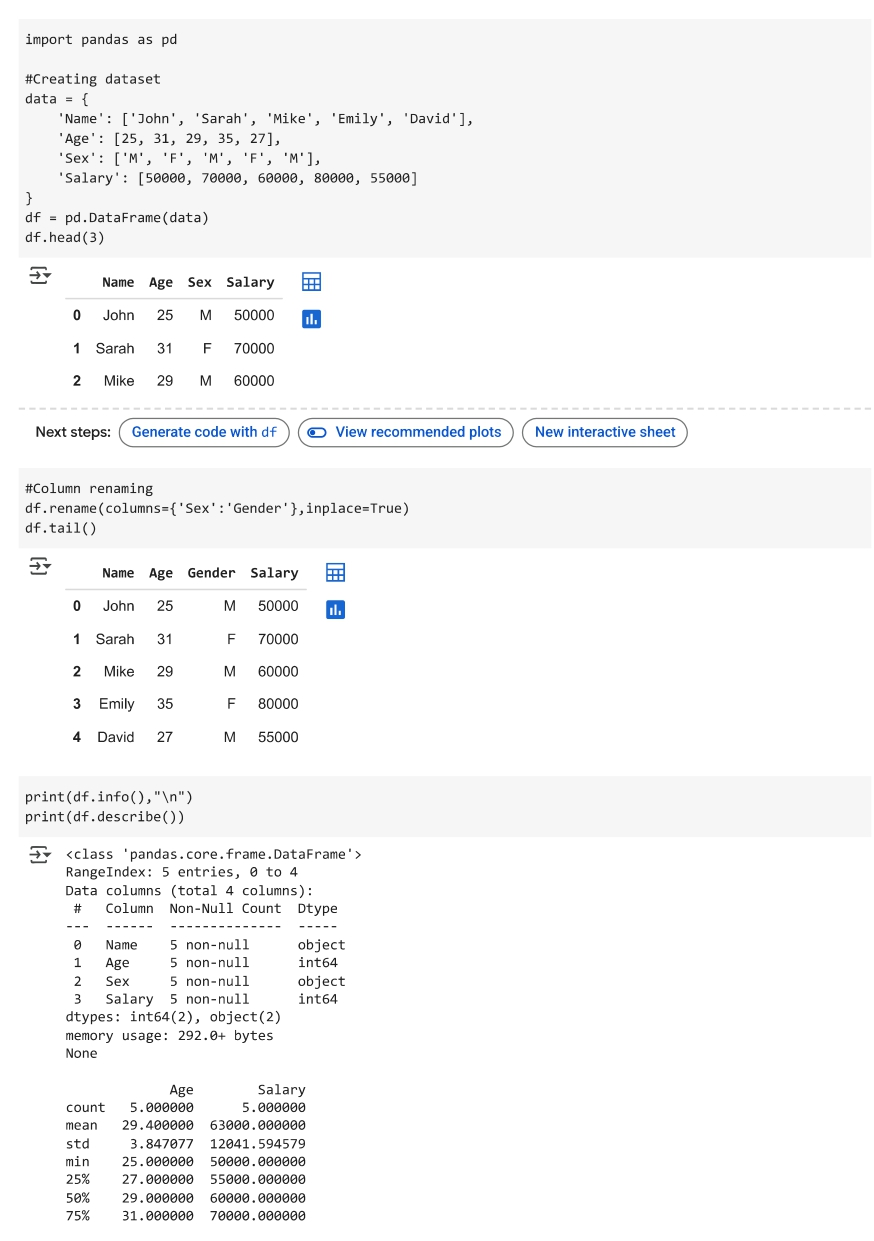 import pandas as pd
#Creating dataset
data = {
    'Name': ['John', 'Sarah', 'Mike', 'Emily', 'David'],
    'Age': [25, 31, 29, 35, 27],
    'Sex': ['M', 'F', 'M', 'F', 'M'],
    'Salary': [50000, 70000, 60000, 80000, 55000]
}
df = pd.DataFrame(data)
df.head(3)
Name Age Sex Salary
0 John 25 M 50000
1 Sarah 31 F 70000
2 Mike 29 M 60000
Next steps: Generate code with df View recommended plots New interactive sheet
#Column renaming
df.rename(columns={'Sex':'Gender'},inplace=True)
df.tail()
Name Age Gender Salary
0 John 25 M 50000
1 Sarah 31 F 70000
2 Mike 29 M 60000
3 Emily 35 F 80000
4 David 27 M 55000
print(df.info(),"\n")
print(df.describe())
<class 'pandas.core.frame.DataFrame'>
RangeIndex: 5 entries, 0 to 4
Data columns (total 4 columns):
 #   Column  Non-Null Count  Dtype
---  ------  --------------  -----
 0   Name    5 non-null      object
 1   Age     5 non-null      int64
 2   Sex     5 non-null      object
 3   Salary  5 non-null      int64
dtypes: int64(2), object(2)
memory usage: 292.0+ bytes
None
             Age        Salary
count   5.000000      5.000000
mean   29.400000  63000.000000
std     3.847077  12041.594579
min    25.000000  50000.000000
25%    27.000000  55000.000000
50%    29.000000  60000.000000
75%    31.000000  70000.000000